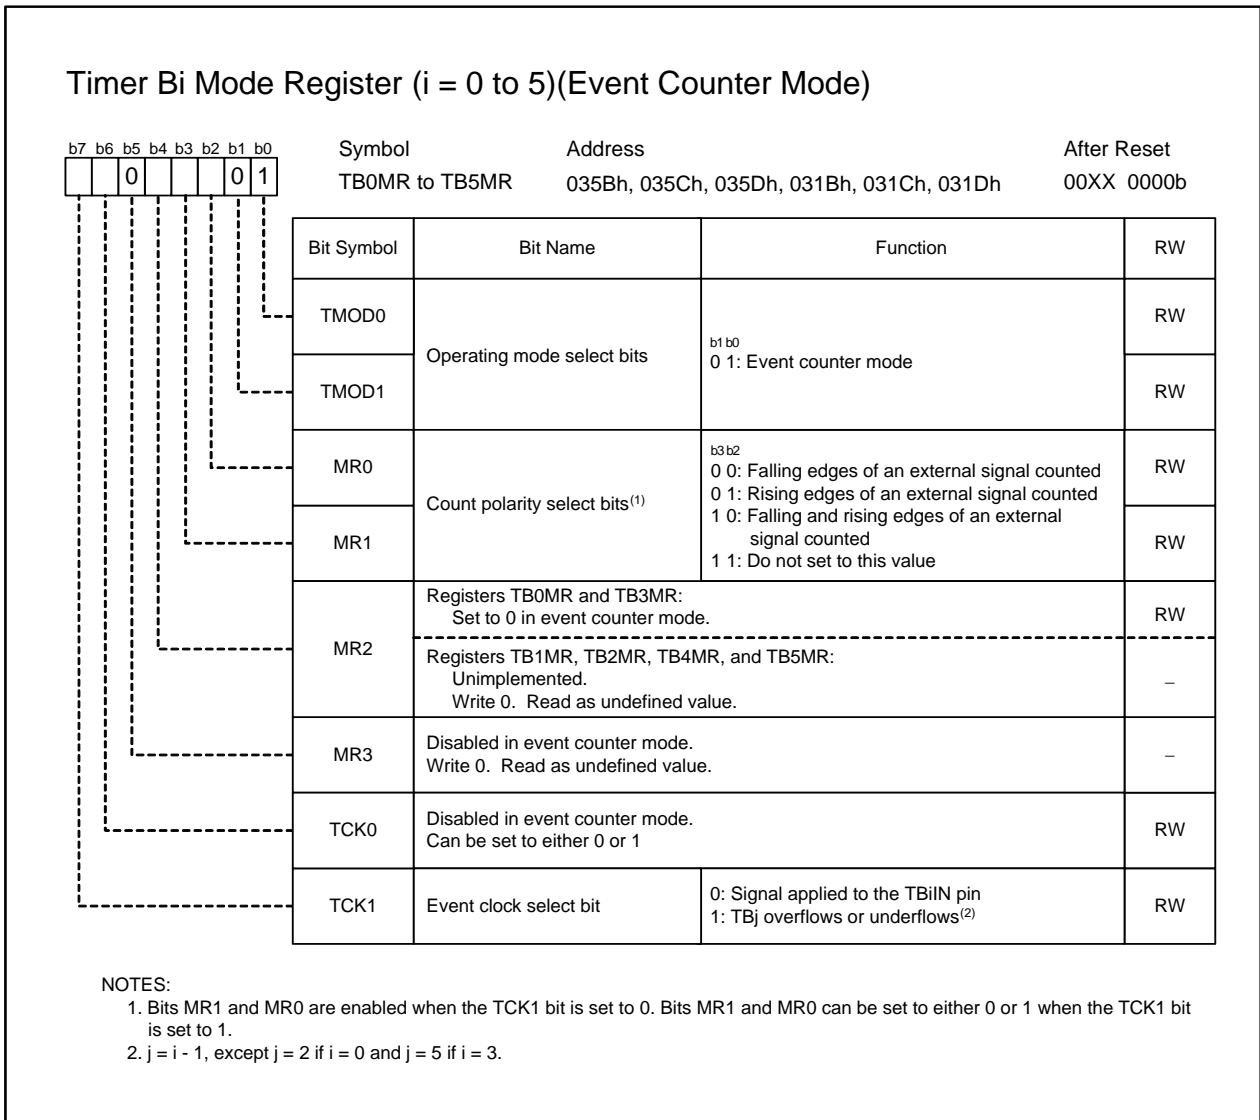 Timer Bi Mode Register (i = 0 to 5)(Event Counter Mode)
b7 b6 b5 b4 b3 b2 b1 b0
0 0 1
Symbol Address After Reset
TB0MR to TB5MR 035Bh, 035Ch, 035Dh, 031Bh, 031Ch, 031Dh 00XX 0000b
Bit Symbol Bit Name Function RW
TMOD0 RW
Operating mode select bits
b1 b0
0 1: Event counter mode
TMOD1 RW
MR0 RW
Count polarity select bits(1)
b3 b2
0 0: Falling edges of an external signal counted
0 1: Rising edges of an external signal counted
1 0: Falling and rising edges of an external
signal counted
1 1: Do not set to this value
MR1 RW
MR2
Registers TB0MR and TB3MR:
Set to 0 in event counter mode.
RW
Registers TB1MR, TB2MR, TB4MR, and TB5MR:
Unimplemented.
Write 0. Read as undefined value.
–
MR3
Disabled in event counter mode.
Write 0. Read as undefined value.
–
TCK0
Disabled in event counter mode.
Can be set to either 0 or 1
RW
TCK1
Event clock select bit
0: Signal applied to the TBiIN pin
1: TBj overflows or underflows(2)
RW
NOTES:
1. Bits MR1 and MR0 are enabled when the TCK1 bit is set to 0. Bits MR1 and MR0 can be set to either 0 or 1 when the TCK1 bit
is set to 1.
2. j = i - 1, except j = 2 if i = 0 and j = 5 if i = 3.